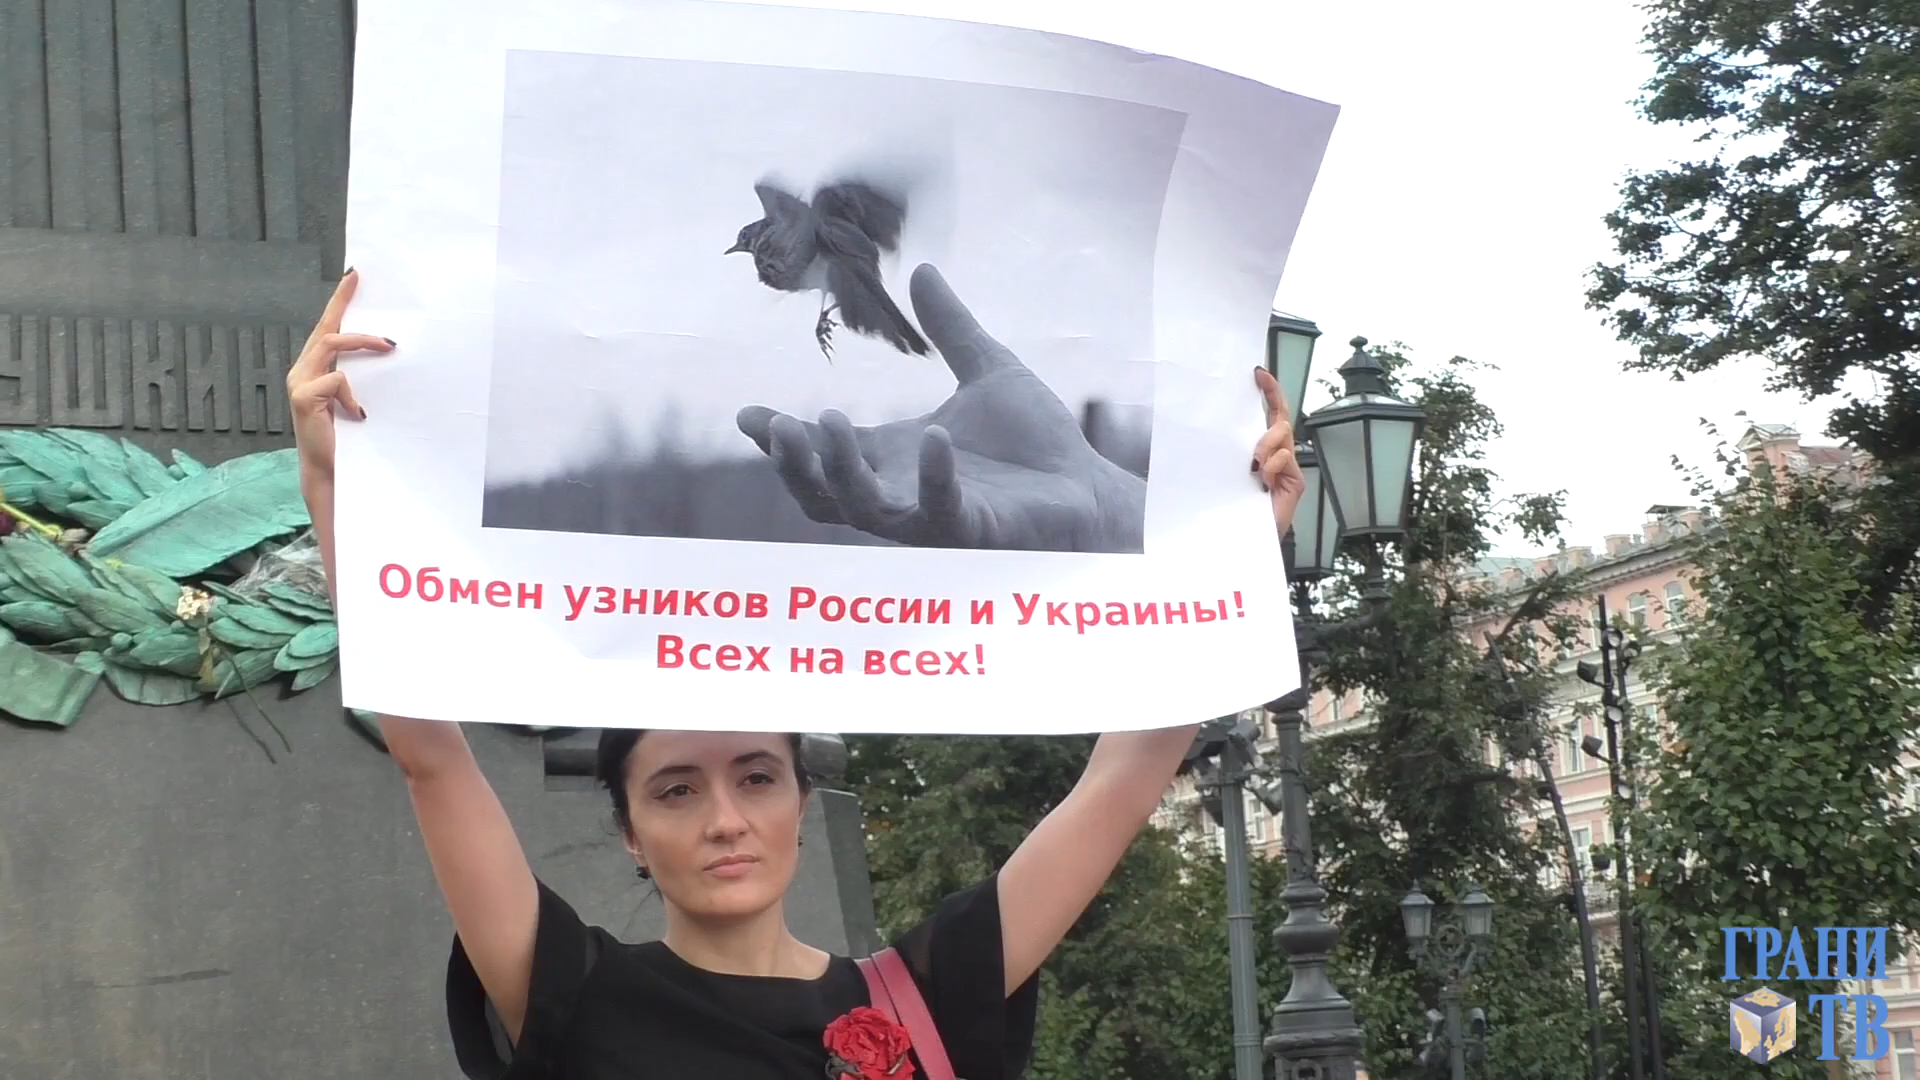 УШКИН
Обмен узников России и Украины!
Всех на всех!
ГРАНИ
ТВ